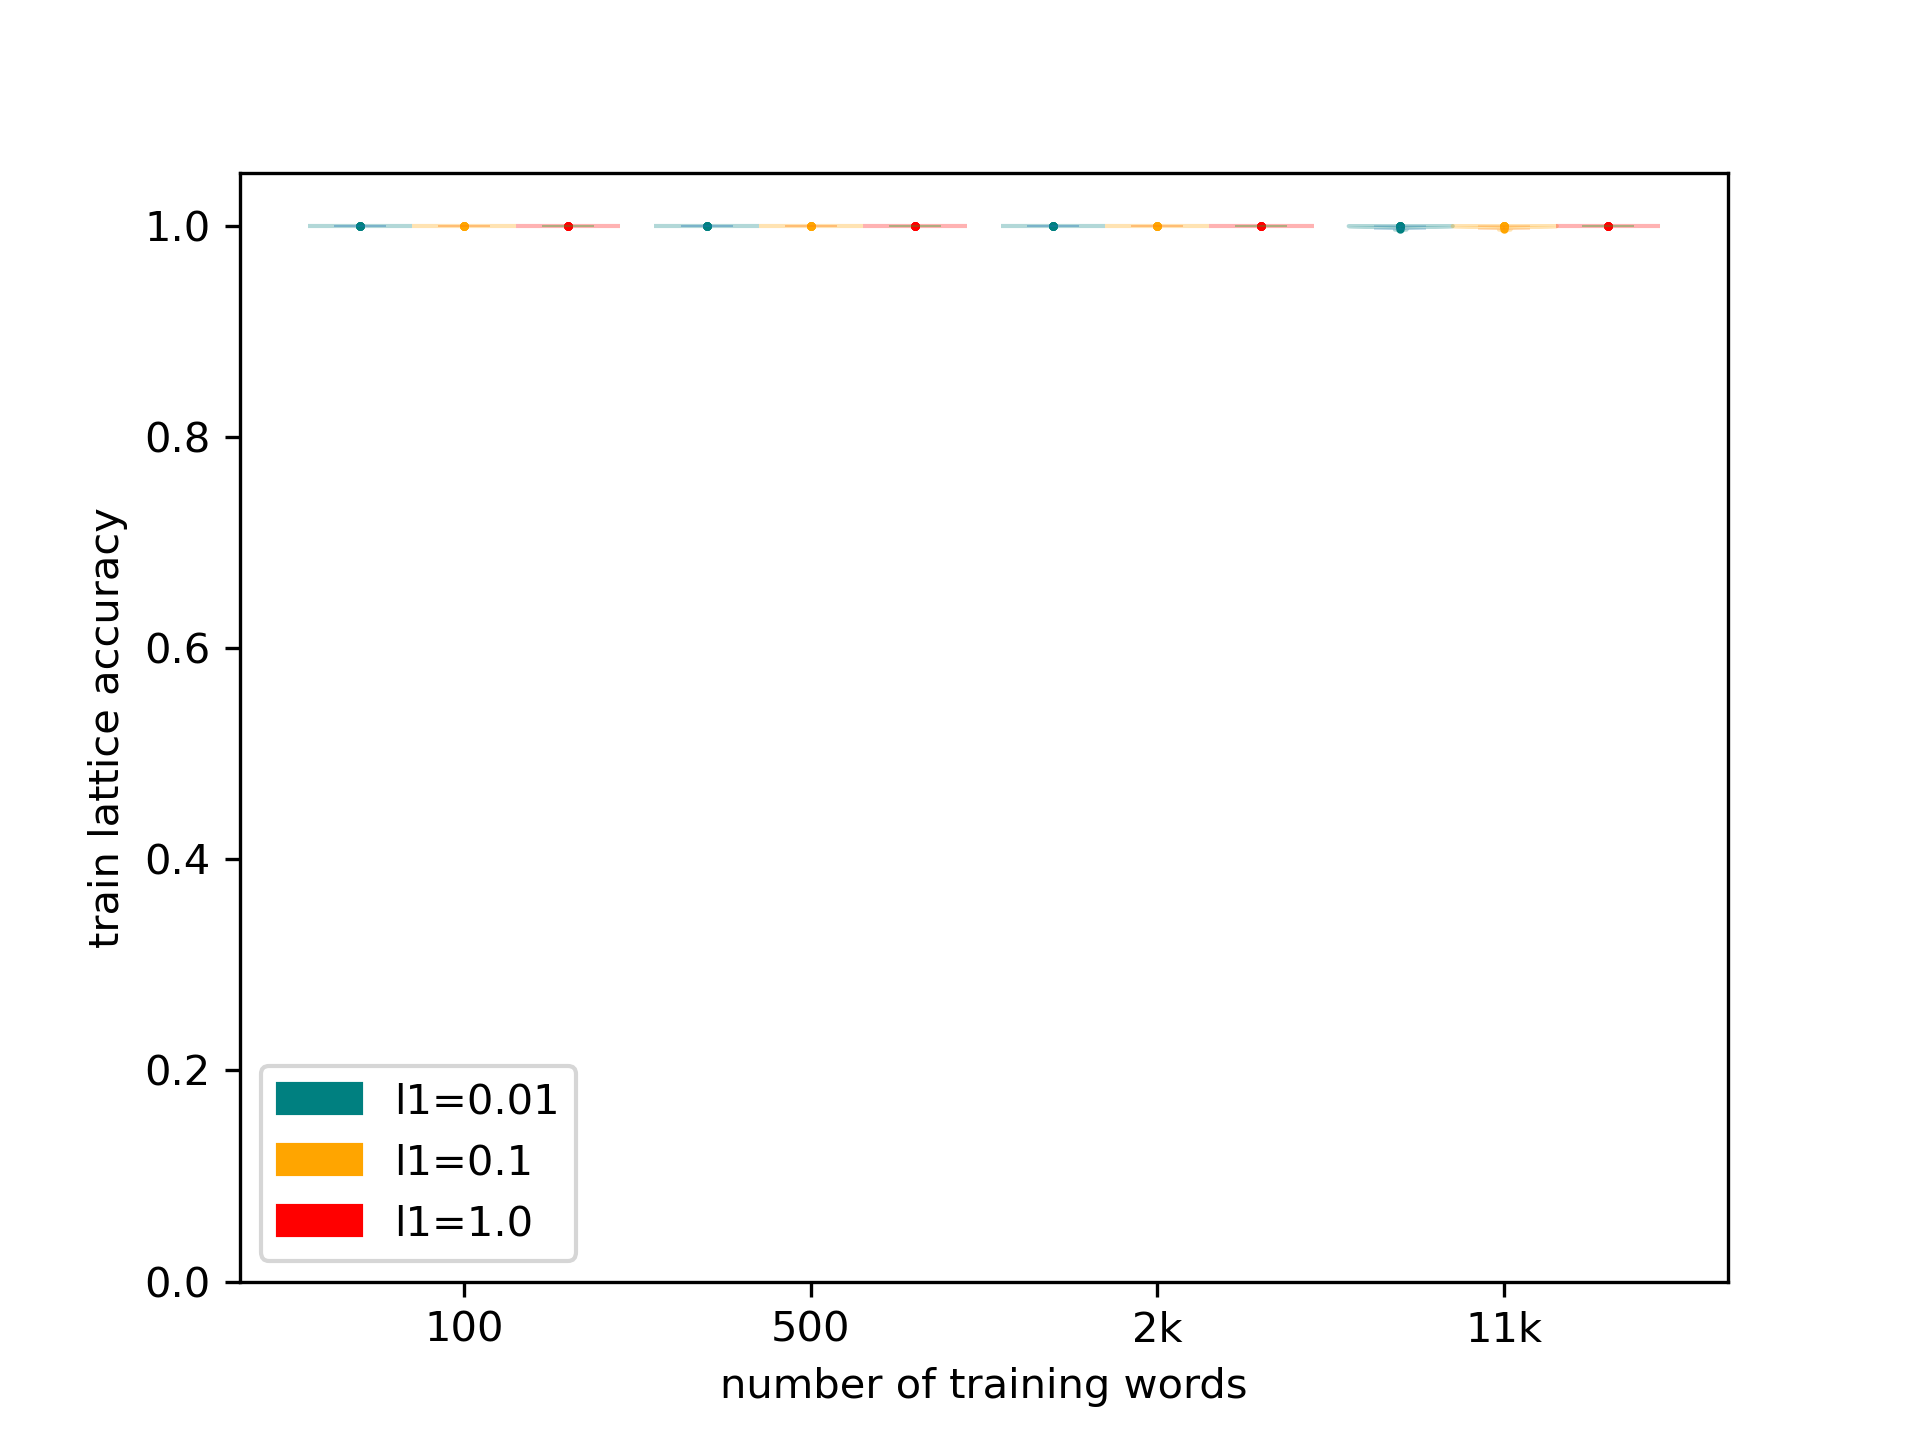 1.0
0.8
0.6
0.4
0.2
0.0
train lattice accuracy
l1=0.01
l1=0.1
l1=1.0
100 500 2k 11k
number of training words